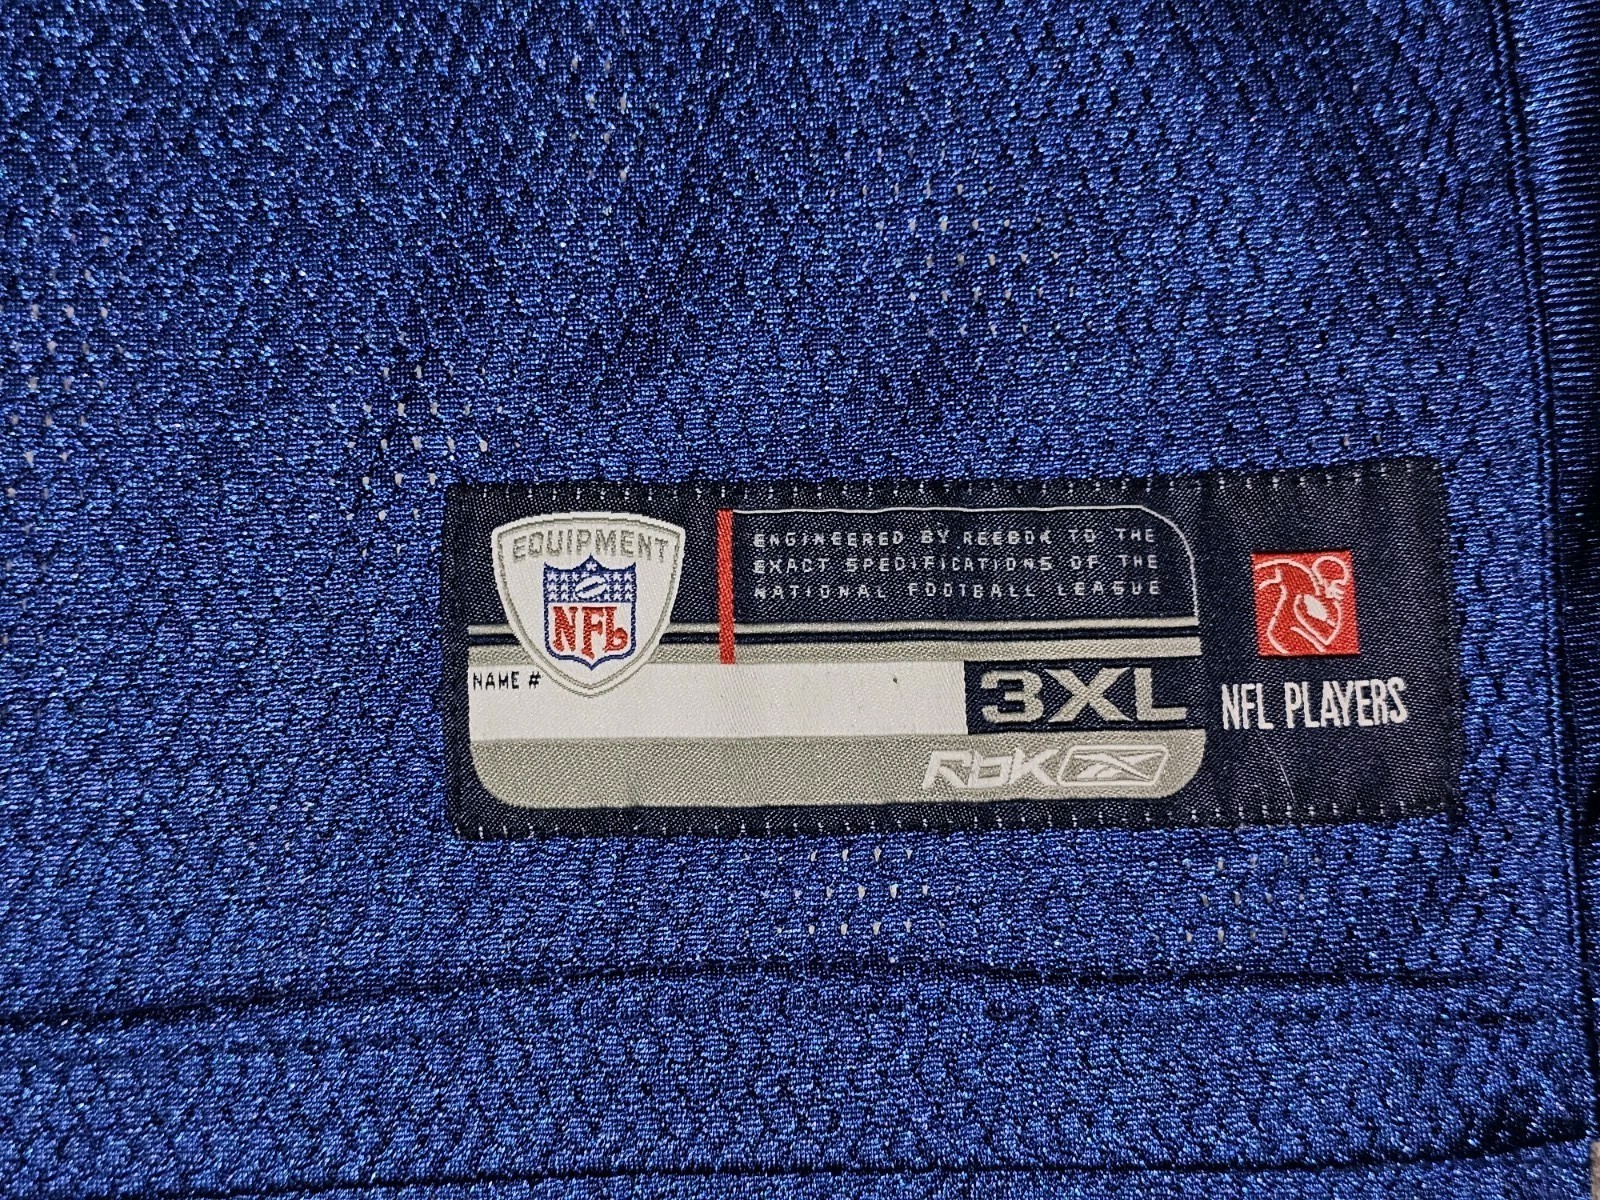 EQUIPMENT
NFL
ENGINEERED BY REEBOK TO THE
EXACT SPECIFICATIONS OF THE
NATIONAL FOOTBALL LEAGUE
NAME #
3XL
RbK
NFL PLAYERS